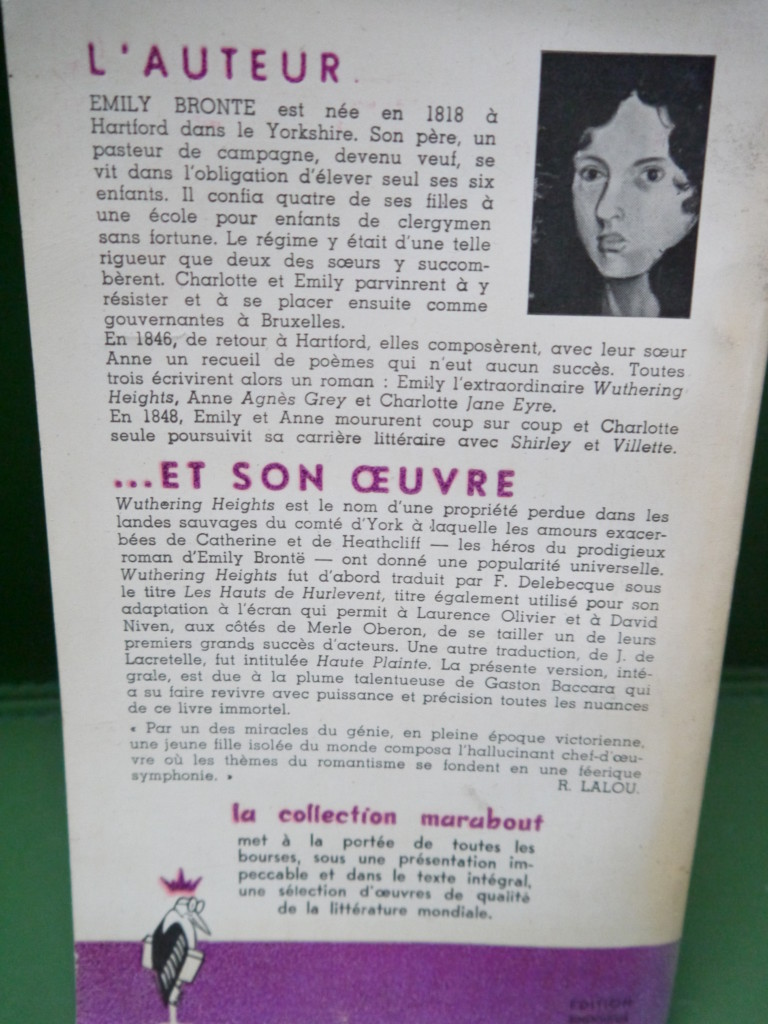 L'AUTEUR
EMILY BRONTE est née en 1818 à
Hartford dans le Yorkshire. Son père, un
pasteur de campagne, devenu veuf, se
vit dans l'obligation d'élever seul ses six
enfants. Il confia quatre de ses filles à
une école pour enfants de clergymen
sans fortune. Le régime y était d'une telle
rigueur que deux des sœurs y succom-
bèrent. Charlotte et Emily parvinrent à y
résister et à se placer ensuite comme
gouvernantes à Bruxelles.
En 1846, de retour à Hartford, elles composèrent, avec leur sœur
Anne un recueil de poèmes qui n'eut aucun succès. Toutes
trois écrivirent alors un roman : Emily l'extraordinaire Wuthering
Heights, Anne Agnès Grey et Charlotte Jane Eyre.
En 1848, Emily et Anne moururent coup sur coup et Charlotte
seule poursuivit sa carrière littéraire avec Shirley et Villette.
...ET SON ŒUVRE
Wuthering Heights est le nom d'une propriété perdue dans les
landes sauvages du comté d'York à laquelle les amours exacer-
bées de Catherine et de Heathcliff — les héros du prodigieux
roman d'Emily Brontë — ont donné une popularité universelle.
Wuthering Heights fut d'abord traduit par F. Delebecque sous
le titre Les Hauts de Hurlevent, titre également utilisé pour son
adaptation à l'écran qui permit à Laurence Olivier et à David
Niven, aux côtés de Merle Oberon, de se tailler un de leurs
premiers grands succès d'acteurs. Une autre traduction, de J. de
Lacretelle, fut intitulée Haute Plainte. La présente version, inté-
grale, est due à la plume talentueuse de Gaston Baccara qui
a su faire revivre avec puissance et précision toutes les nuances
de ce livre immortel.
« Par un des miracles du génie, en pleine époque victorienne,
une jeune fille isolée du monde composa l'hallucinant chef-d'œu-
vre où les thèmes du romantisme se fondent en une féerique
symphonie. »
R. LALOU.
la collection marabout
met à la portée de toutes les
bourses, sous une présentation im-
peccable et dans le texte intégral,
une sélection d'œuvres de qualité
de la littérature mondiale.
EDITION